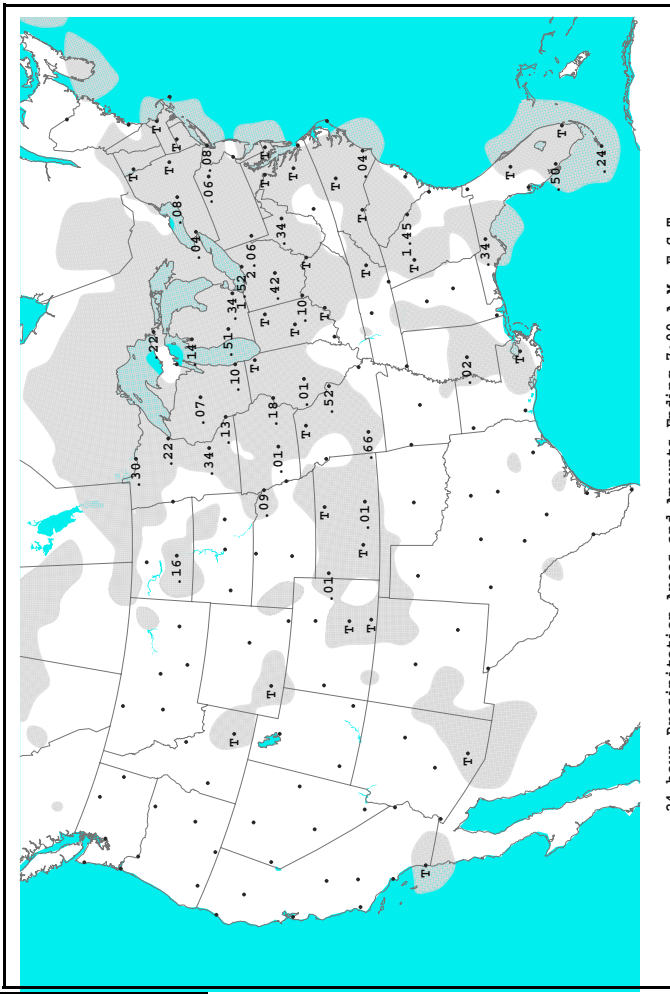 T
.30
.22
T
.22 T
.16 .08 T
.14
.04
.07
.34 .06 .08
.13
.51
.34
T .10
1.52
2.06
T
.09 T T T
T .18
.42
.01
.34
T T
.01 .10
T T
T T
.01 .52
T
T
T .01 T .04
T
T .66
1.45
T
T
T .02
.34
T
T
.50
T
.24
24-hour Precipitation Areas and Amounts Ending 7:00 A.M. E.S.T